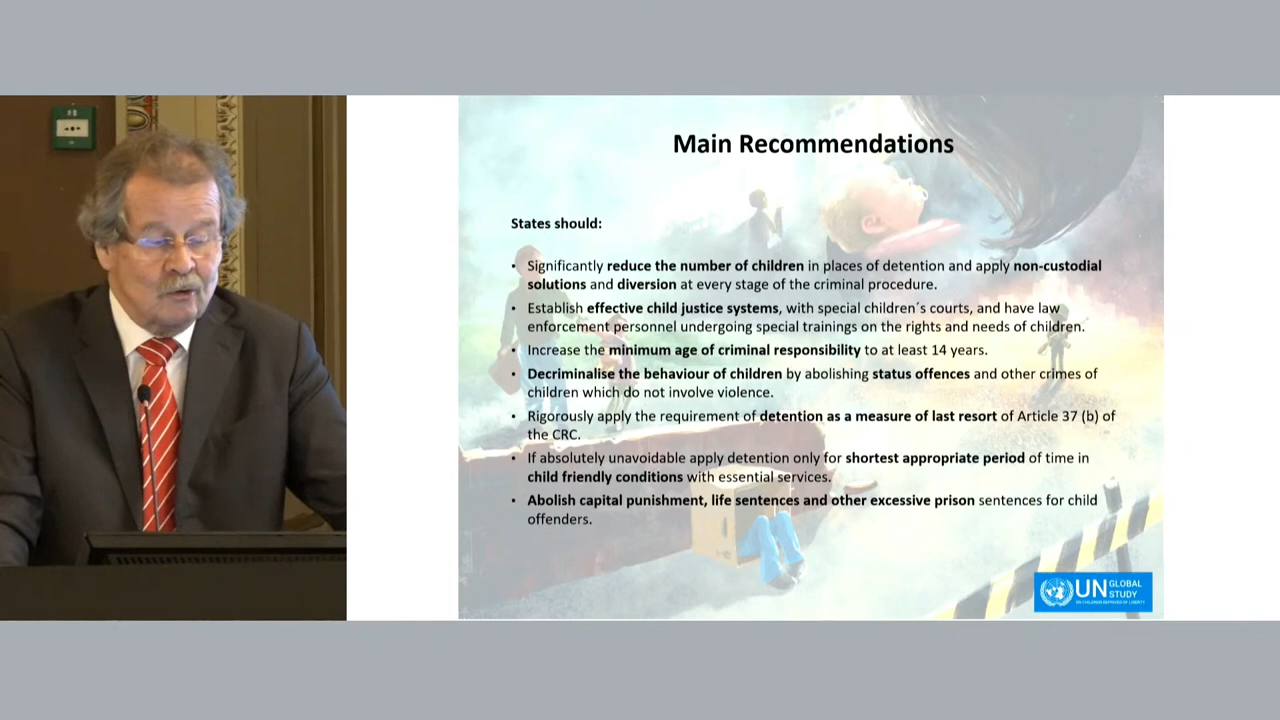 Main Recommendations
States should:
• Significantly reduce the number of children in places of detention and apply non-custodial
solutions and diversion at every stage of the criminal procedure.
• Establish effective child justice systems, with special children´s courts, and have law
enforcement personnel undergoing special trainings on the rights and needs of children.
• Increase the minimum age of criminal responsibility to at least 14 years.
• Decriminalise the behaviour of children by abolishing status offences and other crimes of
children which do not involve violence.
• Rigorously apply the requirement of detention as a measure of last resort of Article 37 (b) of
the CRC.
• If absolutely unavoidable apply detention only for shortest appropriate period of time in
child friendly conditions with essential services.
• Abolish capital punishment, life sentences and other excessive prison sentences for child
offenders.
UN GLOBAL
STUDY
ON CHILDREN DEPRIVED OF LIBERTY